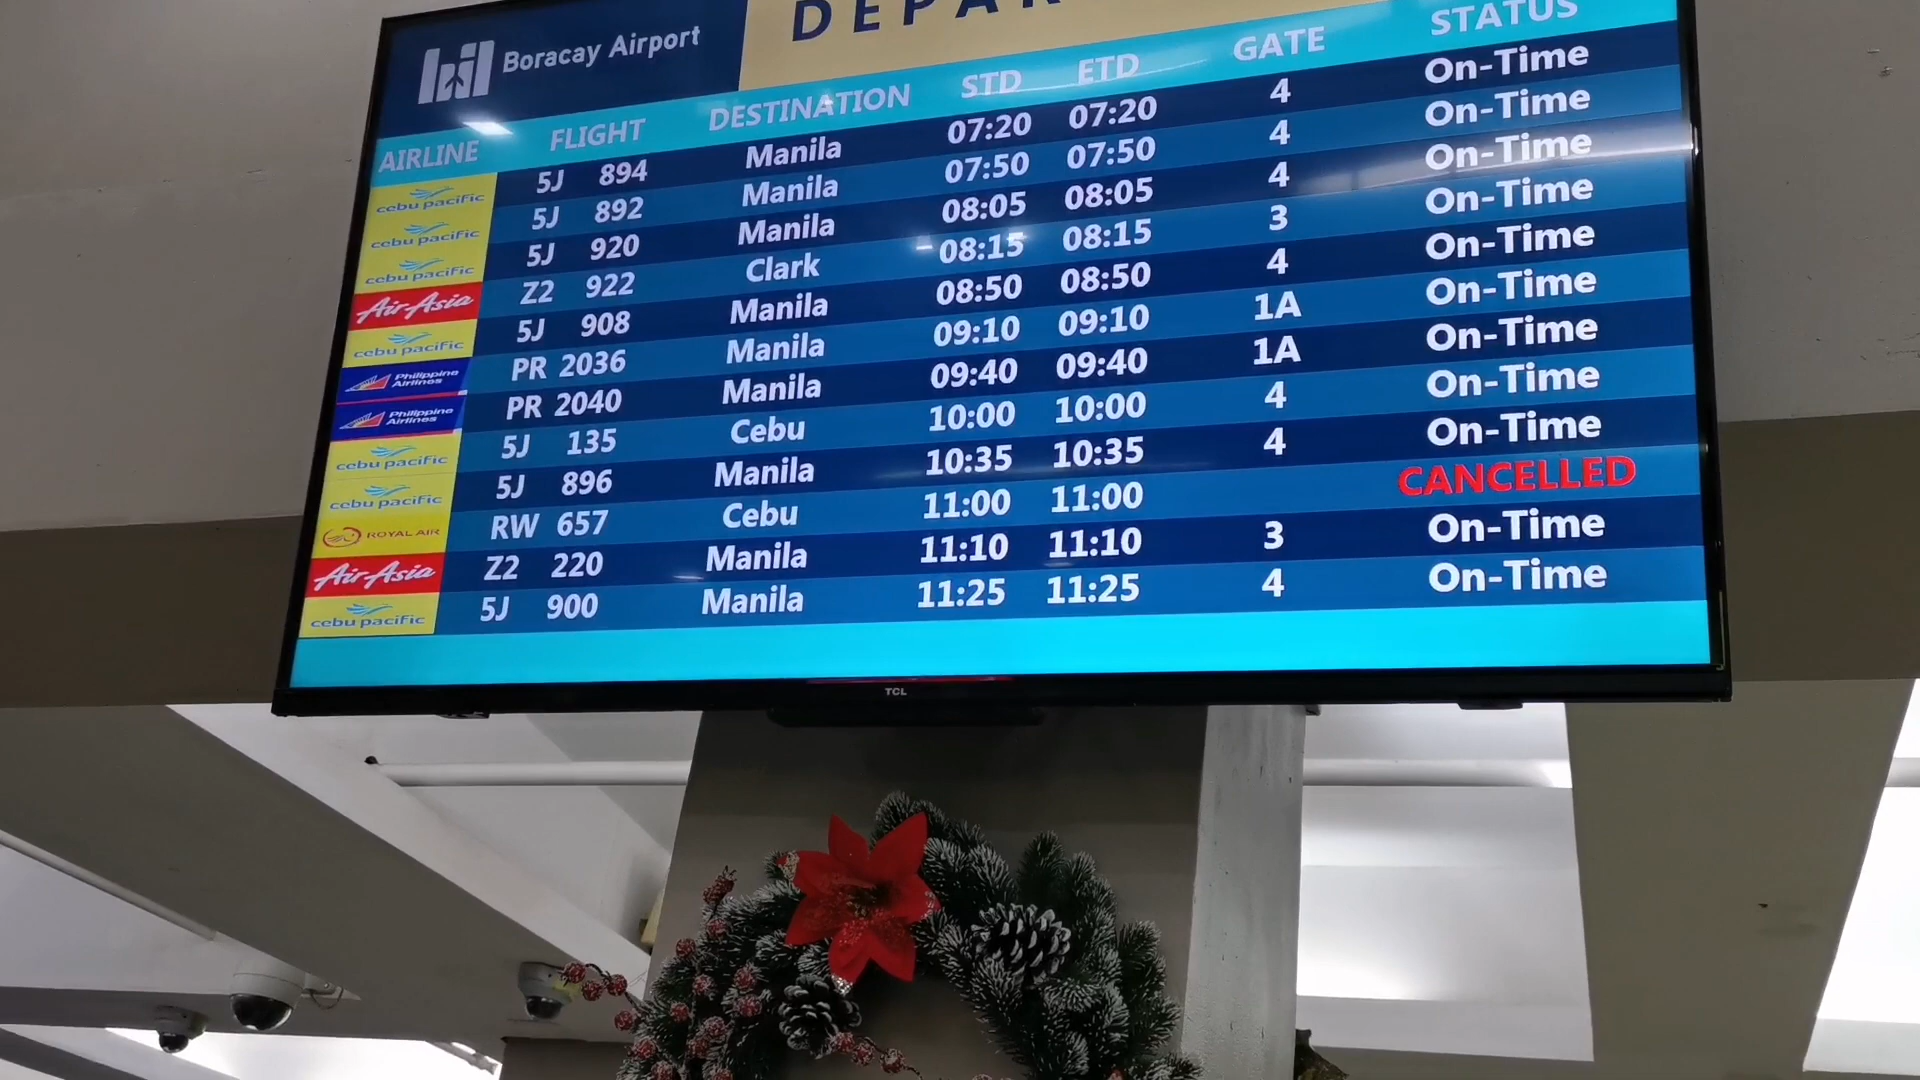 Boracay Airport
DEPAR
AIRLINE FLIGHT DESTINATION STD ETD GATE STATUS
cebu pacific 5J 894 Manila 07:20 07:20 4 On-Time
cebu pacific 5J 892 Manila 07:50 07:50 4 On-Time
cebu pacific 5J 920 Manila 08:05 08:05 4 On-Time
AirAsia Z2 922 Clark 08:15 08:15 3 On-Time
cebu pacific 5J 908 Manila 08:50 08:50 4 On-Time
Philippine Airlines PR 2036 Manila 09:10 09:10 1A On-Time
Philippine Airlines PR 2040 Manila 09:40 09:40 1A On-Time
cebu pacific 5J 135 Cebu 10:00 10:00 4 On-Time
cebu pacific 5J 896 Manila 10:35 10:35 4 On-Time
ROYAL AIR RW 657 Cebu 11:00 11:00 CANCELLED
AirAsia Z2 220 Manila 11:10 11:10 3 On-Time
cebu pacific 5J 900 Manila 11:25 11:25 4 On-Time
TCL